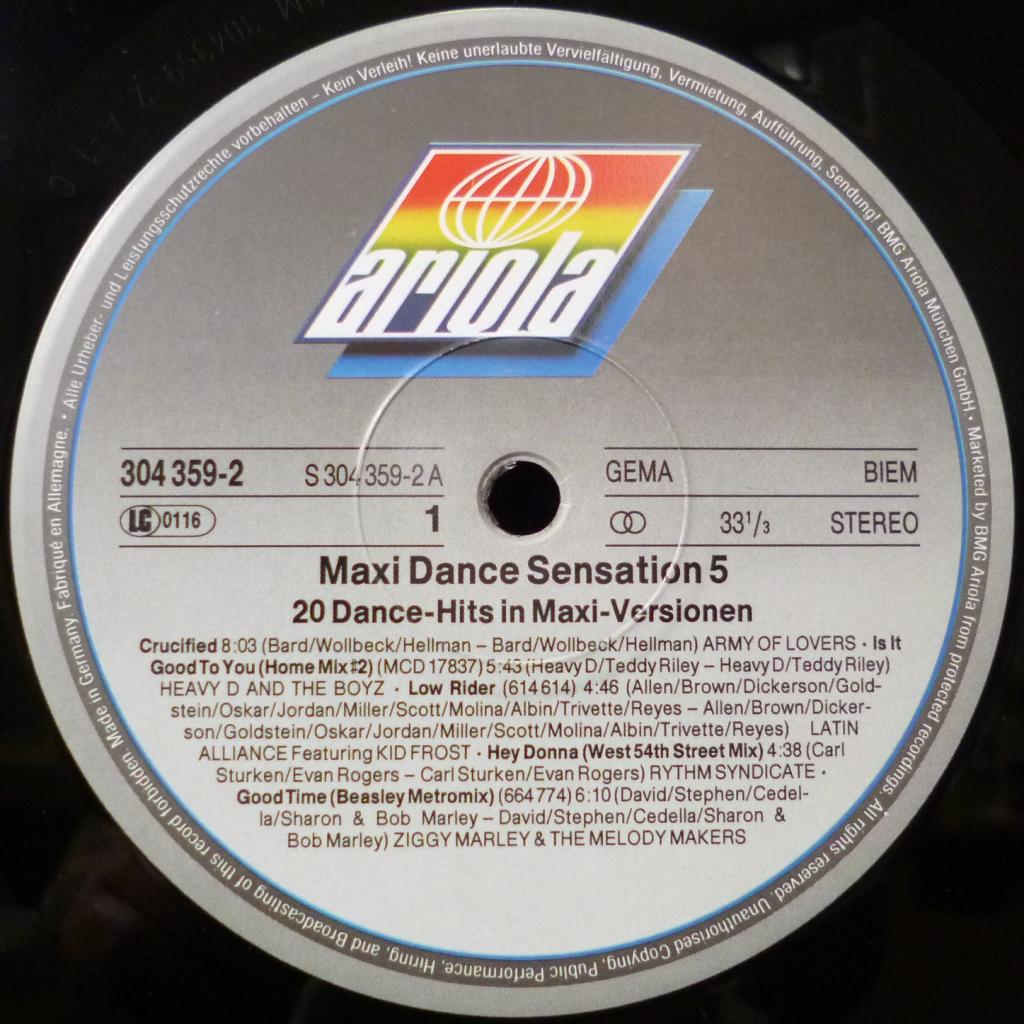 Alle Urheber- und Leistungsschutzrechte vorbehalten – Kein Verleih! Keine unerlaubte Vervielfältigung, Vermietung, Aufführung, Sendung! BMG Ariola München GmbH · Marketed by BMG Ariola from protected recordings. All rights reserved. Unauthorised Copying, Public Performance, Hiring, and Broadcasting of this record forbidden. Made in Germany. Fabriqué en Allemagne. ·
ariola
304 359-2 S 304 359-2 A
LC 0116 1
GEMA BIEM
33¹/₃ STEREO
Maxi Dance Sensation 5
20 Dance-Hits in Maxi-Versionen
Crucified 8:03 (Bard/Wollbeck/Hellman – Bard/Wollbeck/Hellman) ARMY OF LOVERS · Is It
Good To You (Home Mix #2) (MCD 17837) 5:43 (Heavy D/Teddy Riley – Heavy D/Teddy Riley)
HEAVY D AND THE BOYZ · Low Rider (614614) 4:46 (Allen/Brown/Dickerson/Gold-
stein/Oskar/Jordan/Miller/Scott/Molina/Albin/Trivette/Reyes – Allen/Brown/Dicker-
son/Goldstein/Oskar/Jordan/Miller/Scott/Molina/Albin/Trivette/Reyes) LATIN
ALLIANCE Featuring KID FROST · Hey Donna (West 54th Street Mix) 4:38 (Carl
Sturken/Evan Rogers – Carl Sturken/Evan Rogers) RYTHM SYNDICATE ·
Good Time (Beasley Metromix) (664 774) 6:10 (David/Stephen/Cedel-
la/Sharon & Bob Marley – David/Stephen/Cedella/Sharon &
Bob Marley) ZIGGY MARLEY & THE MELODY MAKERS